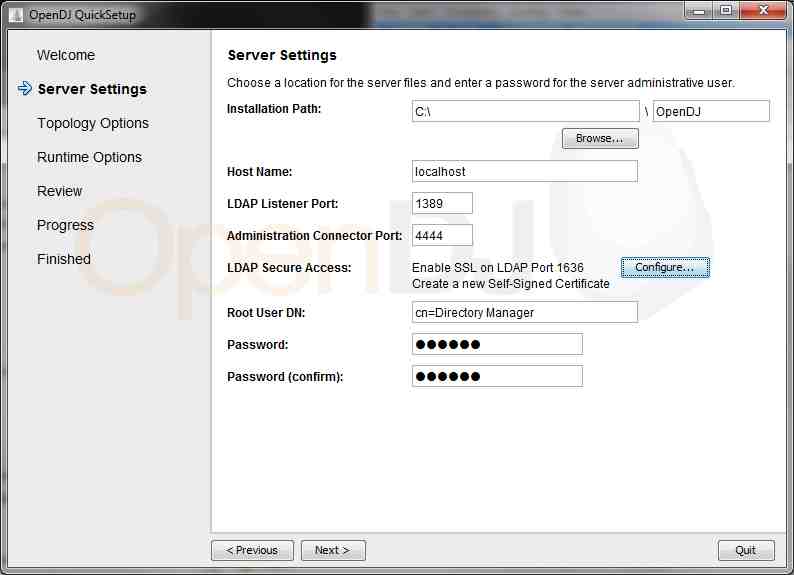 OpenDJ QuickSetup
Welcome
Server Settings
Topology Options
Runtime Options
Review
Progress
Finished
Server Settings
Choose a location for the server files and enter a password for the server administrative user.
Installation Path: C:\ \ OpenDJ
Browse...
Host Name: localhost
LDAP Listener Port: 1389
Administration Connector Port: 4444
LDAP Secure Access: Enable SSL on LDAP Port 1636 Configure...
Create a new Self-Signed Certificate
Root User DN: cn=Directory Manager
Password: ●●●●●●
Password (confirm): ●●●●●●
OpenDJ
< Previous Next > Quit